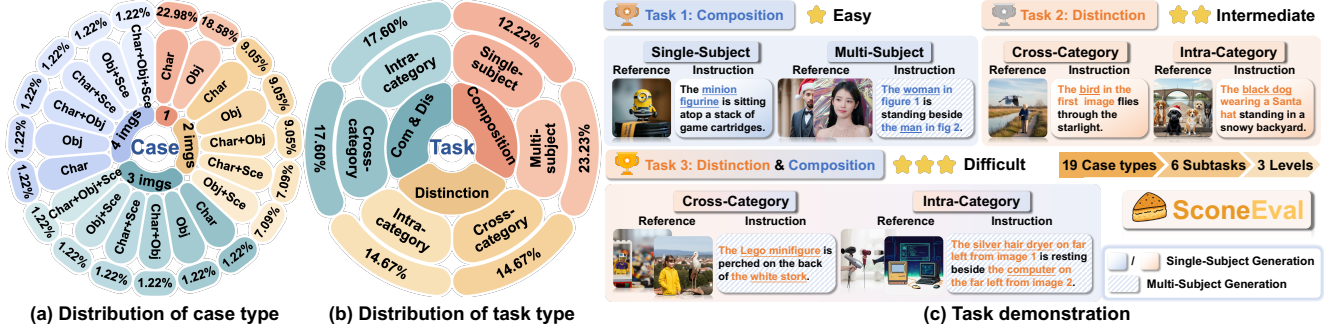 Case
1
Char
22.98%
Obj
18.58%
2 imgs
Char
9.05%
Obj
9.05%
Char+Obj
9.05%
Char+Sce
7.09%
Obj+Sce
7.09%
3 imgs
Char
1.22%
Obj
1.22%
Char+Obj
1.22%
Char+Sce
1.22%
Obj+Sce
1.22%
Char+Obj+Sce
1.22%
4 imgs
Char
1.22%
Obj
1.22%
Char+Obj
1.22%
Char+Sce
1.22%
Obj+Sce
1.22%
Char+Obj+Sce
1.22%
(a) Distribution of case type
Task
Composition
Single-subject
12.22%
Multi-subject
23.23%
Distinction
Cross-category
14.67%
Intra-category
14.67%
Com & Dis
Cross-category
17.60%
Intra-category
17.60%
(b) Distribution of task type
Task 1: Composition
Easy
Single-Subject
Reference
Instruction
The minion
figurine is sitting
atop a stack of
game cartridges.
Multi-Subject
Reference
Instruction
The woman in
figure 1 is
standing beside
the man in fig 2.
Task 2: Distinction
Intermediate
Cross-Category
Reference
Instruction
The bird in the
first image flies
through the
starlight.
Intra-Category
Reference
Instruction
The black dog
wearing a Santa
hat standing in a
snowy backyard.
Task 3: Distinction & Composition
Difficult
19 Case types
6 Subtasks
3 Levels
Cross-Category
Reference
Instruction
The Lego minifigure is
perched on the back
of the white stork.
Intra-Category
Reference
Instruction
The silver hair dryer on far
left from image 1 is resting
beside the computer on
the far left from image 2.
SconeEval
/ Single-Subject Generation
Multi-Subject Generation
(c) Task demonstration